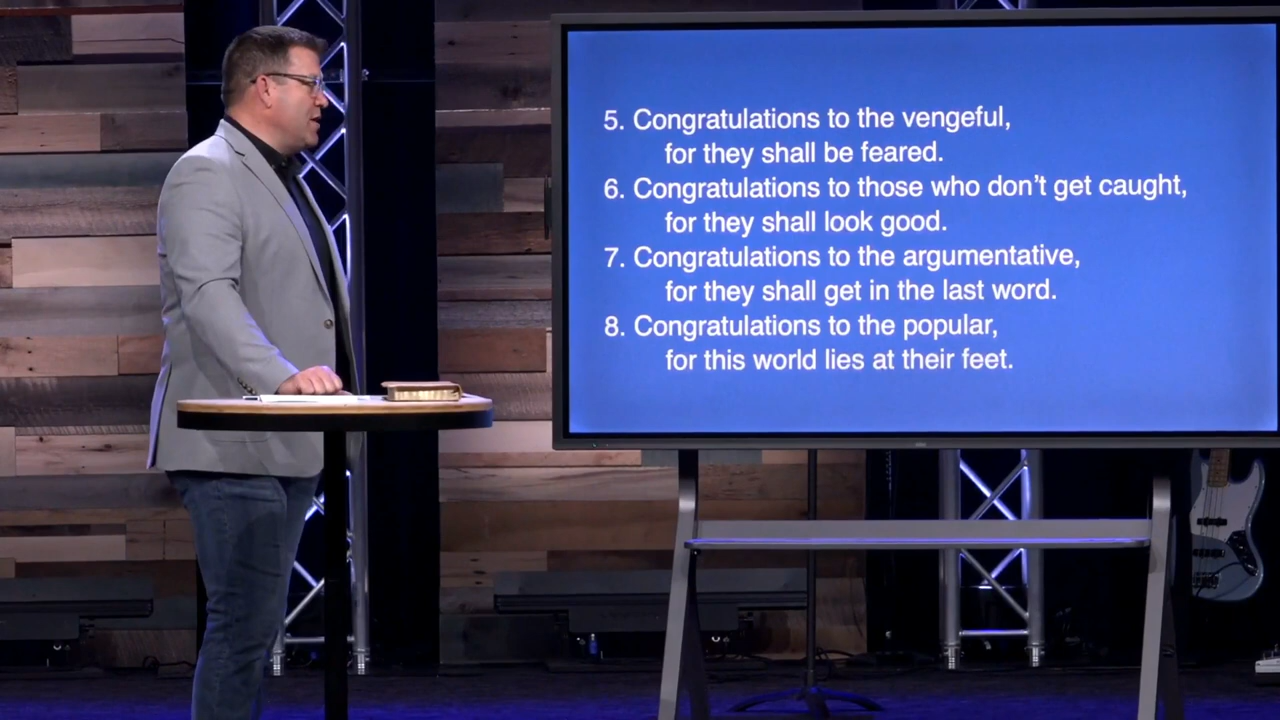 5. Congratulations to the vengeful,
for they shall be feared.
6. Congratulations to those who don't get caught,
for they shall look good.
7. Congratulations to the argumentative,
for they shall get in the last word.
8. Congratulations to the popular,
for this world lies at their feet.